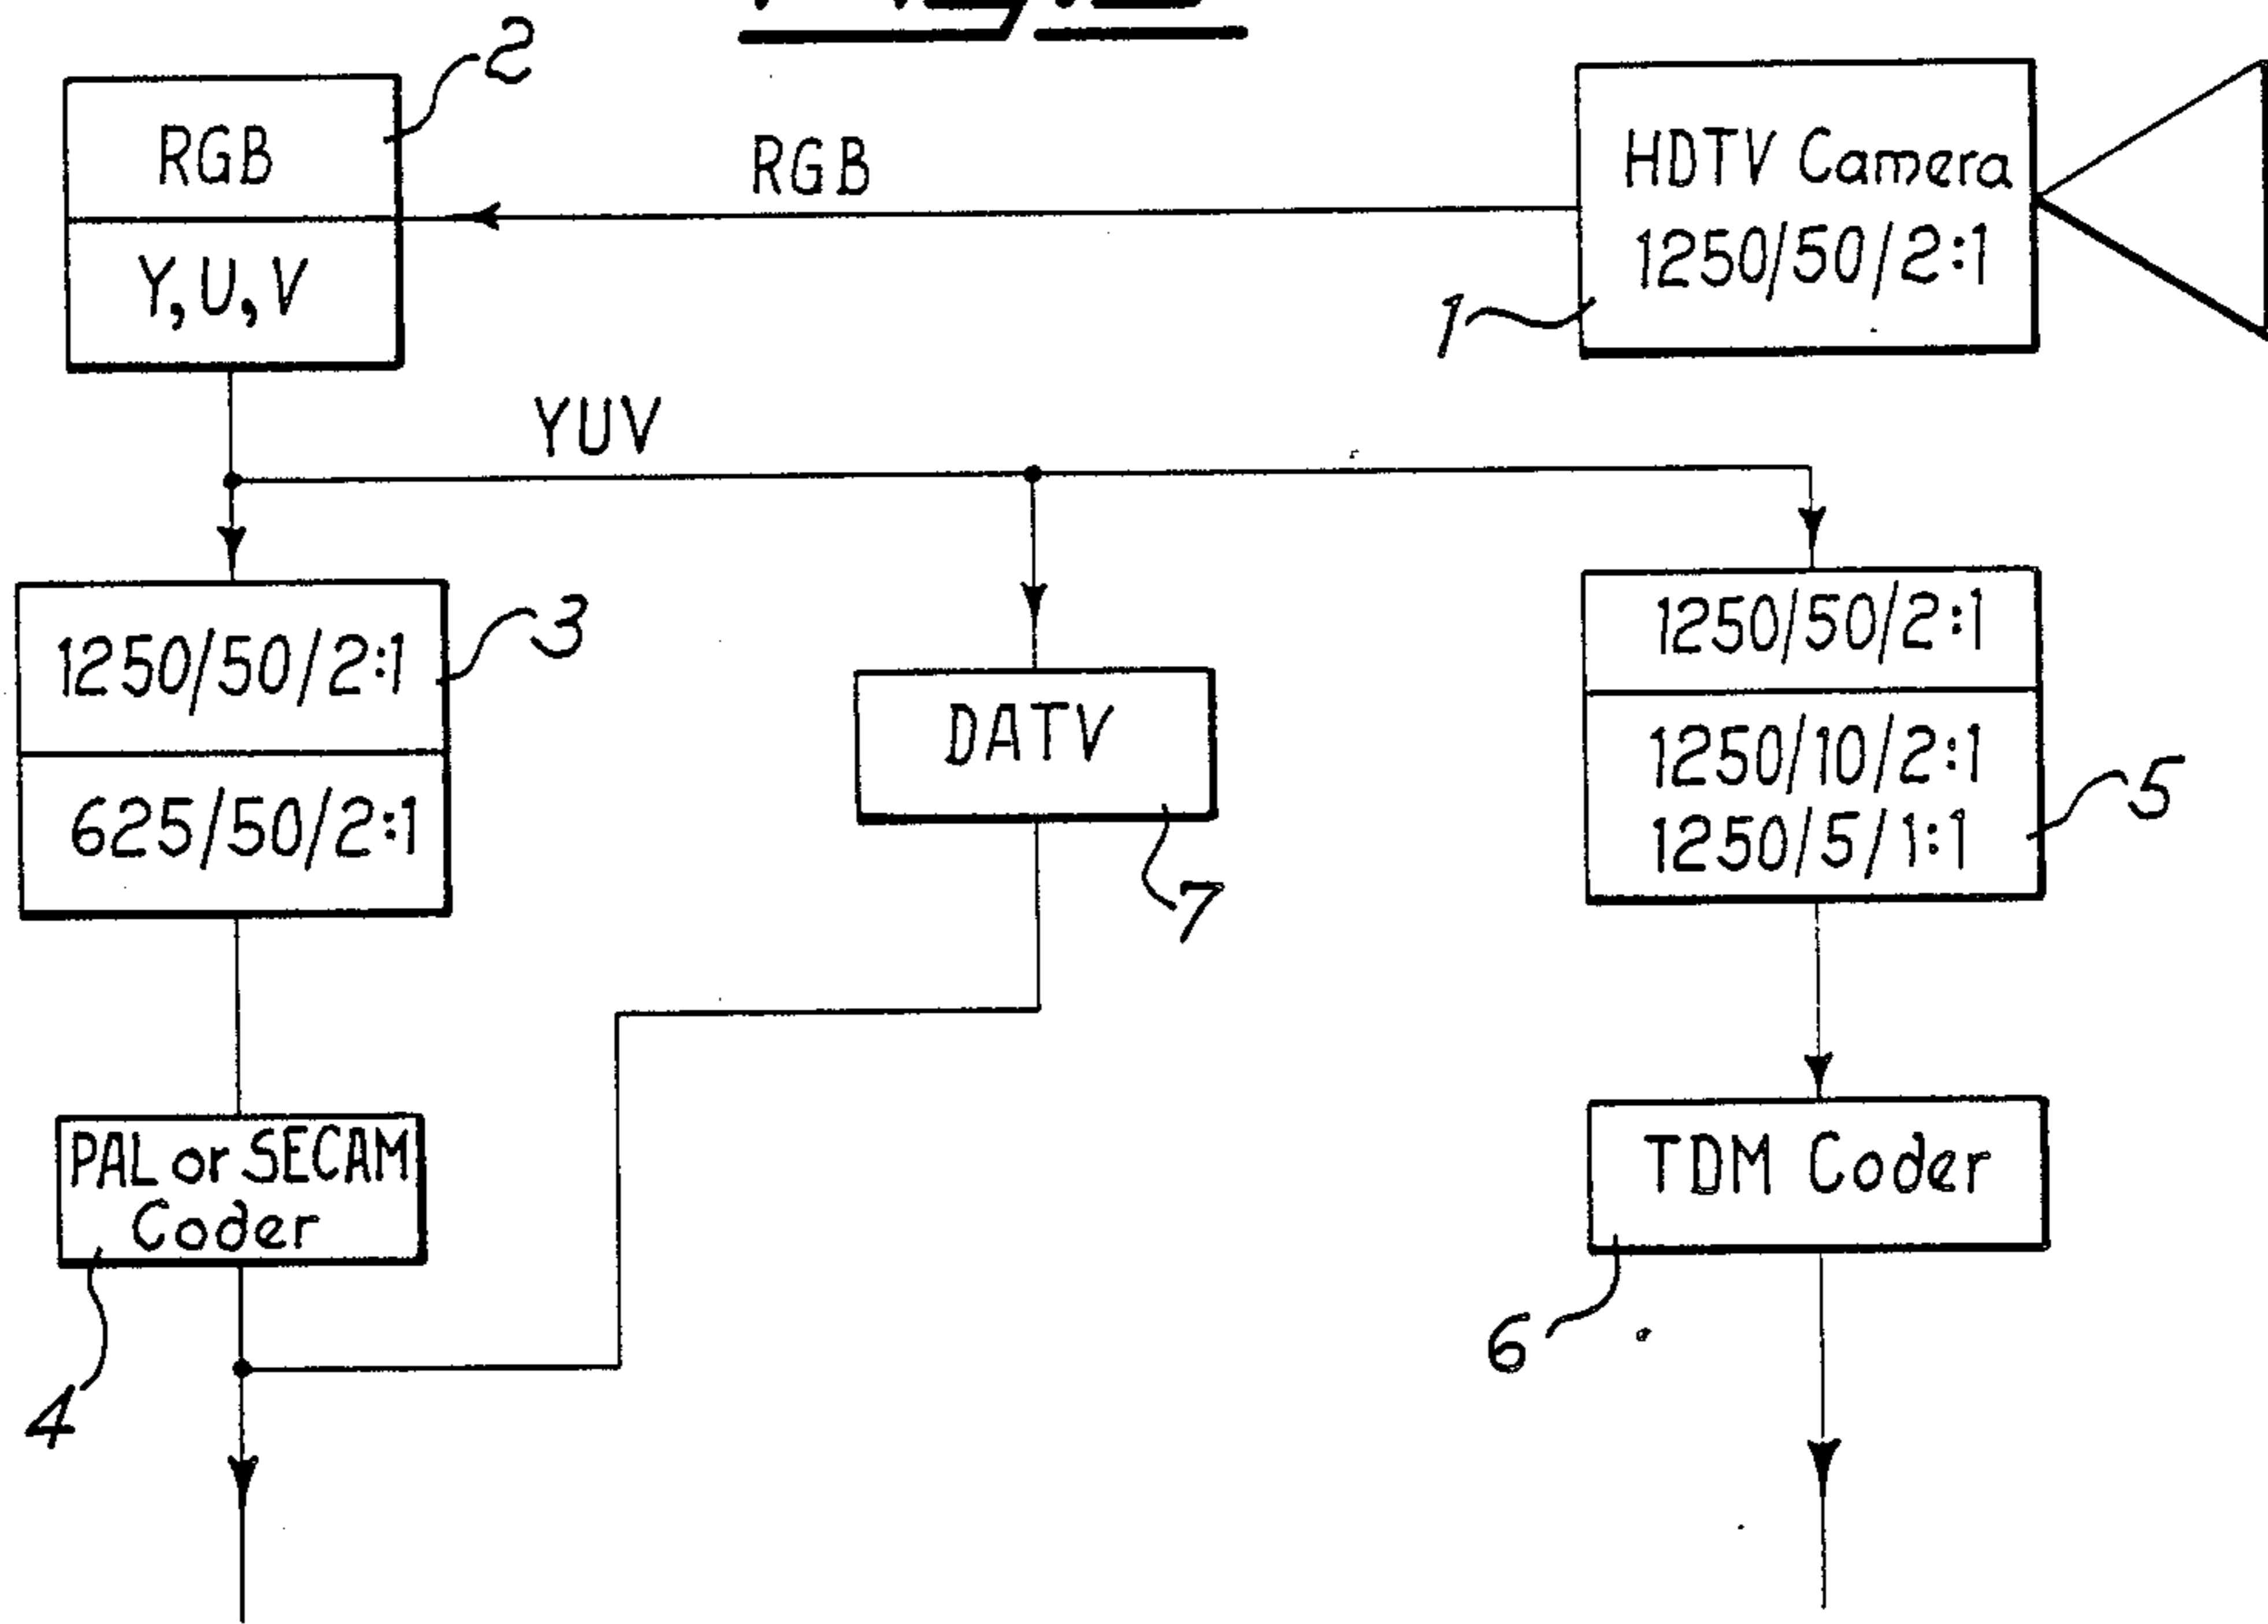 2
RGB
Y,U,V
RGB
HDTV Camera
1250/50/2:1
1
YUV
1250/50/2:1
625/50/2:1
3
DATV
7
1250/50/2:1
1250/10/2:1
1250/5/1:1
5
PAL or SECAM
Coder
4
TDM Coder
6